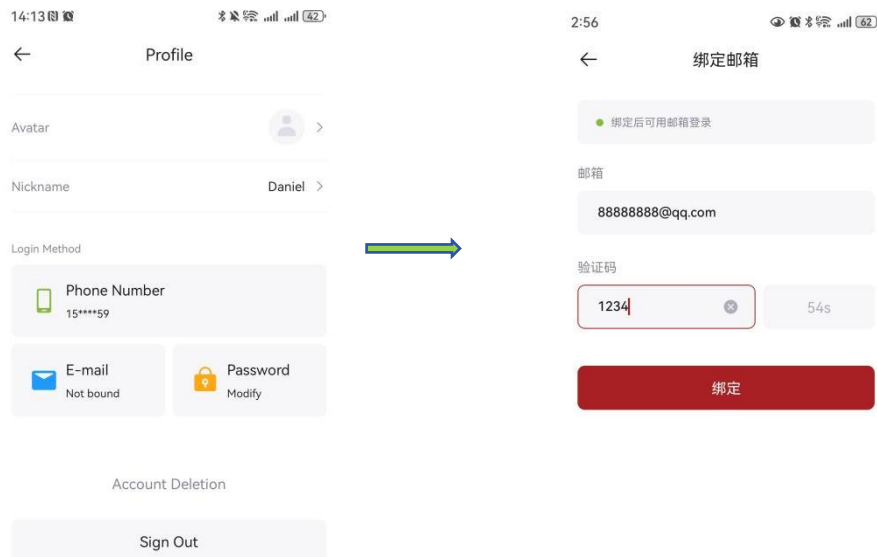 14:13
42
Profile
Avatar
Nickname
Daniel
Login Method
Phone Number
15****59
E-mail
Not bound
Password
Modify
Account Deletion
Sign Out
2:56
62
绑定邮箱
绑定后可用邮箱登录
邮箱
88888888@qq.com
验证码
1234
54s
绑定